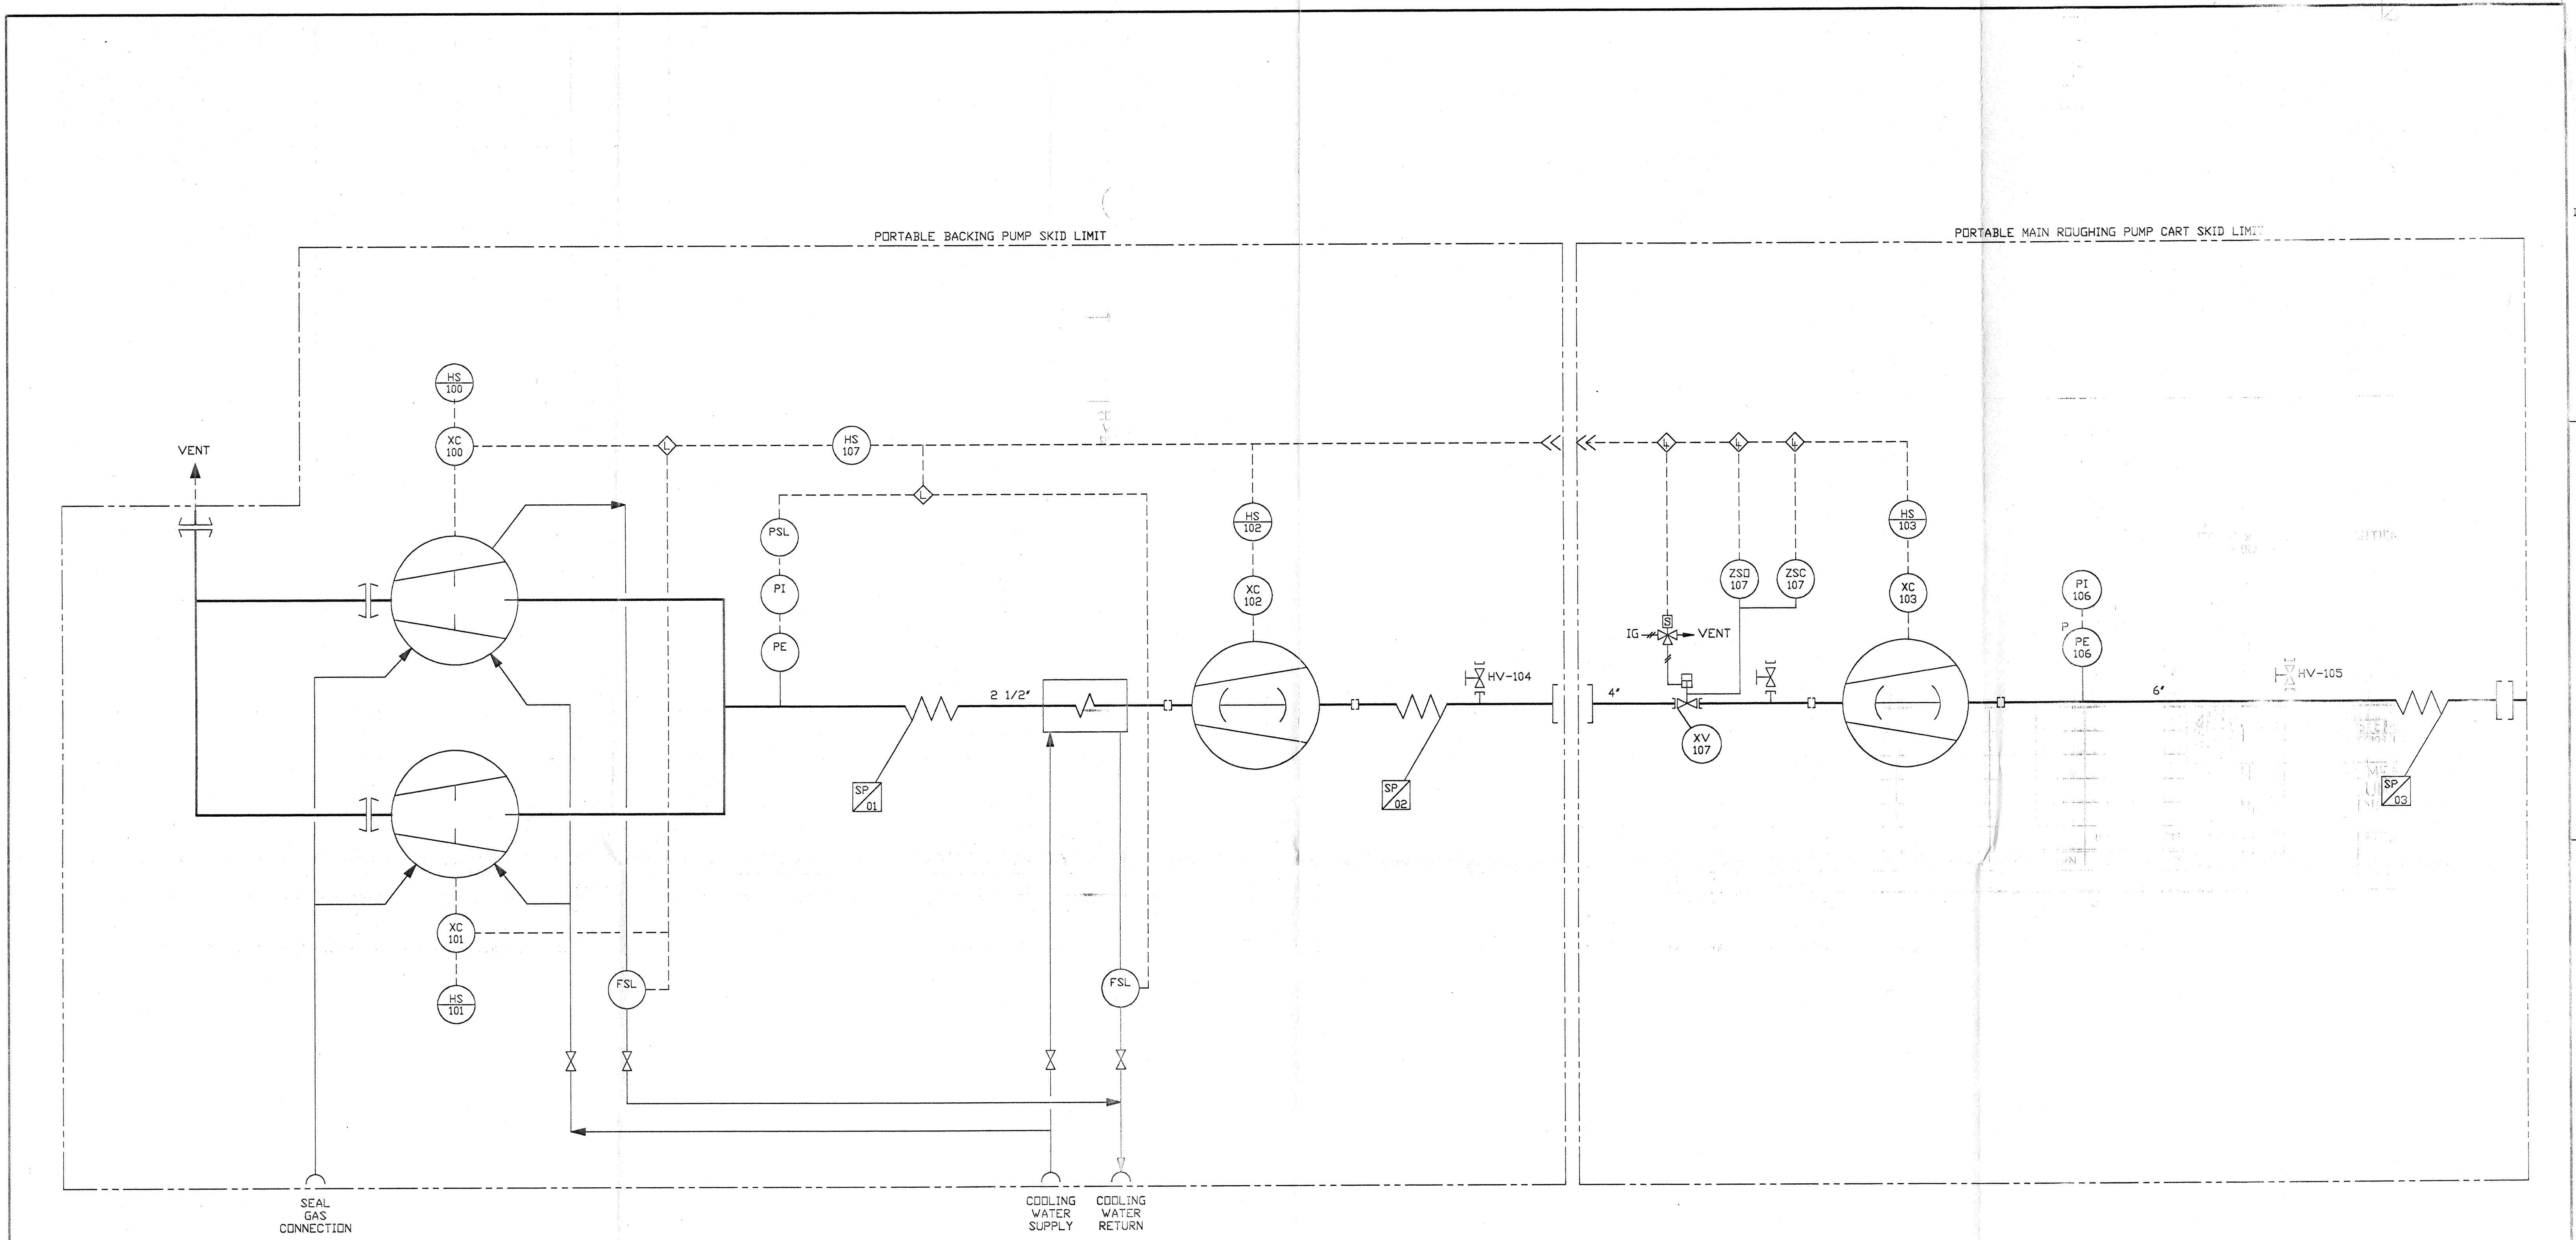 PORTABLE BACKING PUMP SKID LIMIT
PORTABLE MAIN ROUGHING PUMP CART SKID LIMIT
HS
100
XC
100
VENT
L
HS
107
L
4
4
4
PSL
PI
PE
HS
102
XC
102
HS
103
XC
103
ZSO
107
ZSC
107
S
IG
VENT
PI
106
P
PE
106
2 1/2"
HV-104
4"
XV
107
6"
HV-105
SP
01
SP
02
SP
03
XC
101
HS
101
FSL
FSL
SEAL
GAS
CONNECTION
COOLING
WATER
SUPPLY
COOLING
WATER
RETURN